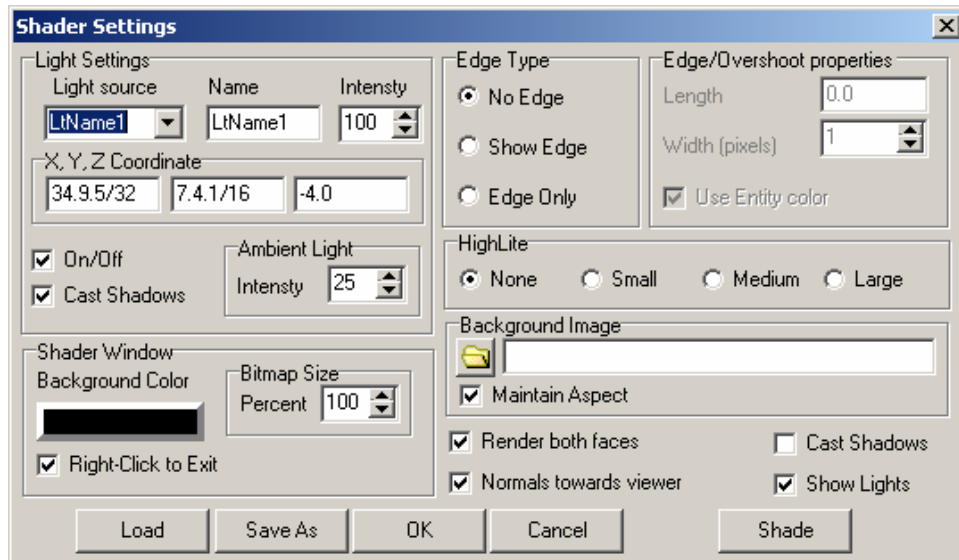 Shader Settings
Light Settings
Light source
Name
Intensty
LtName1
LtName1
100
X, Y, Z Coordinate
34.9.5/32
7.4.1/16
-4.0
On/Off
Cast Shadows
Ambient Light
Intensty
25
Shader Window
Background Color
Bitmap Size
Percent
100
Right-Click to Exit
Edge Type
No Edge
Show Edge
Edge Only
Edge/Overshoot properties
Length
0.0
Width (pixels)
1
Use Entity color
HighLite
None
Small
Medium
Large
Background Image
Maintain Aspect
Render both faces
Cast Shadows
Normals towards viewer
Show Lights
Load
Save As
OK
Cancel
Shade